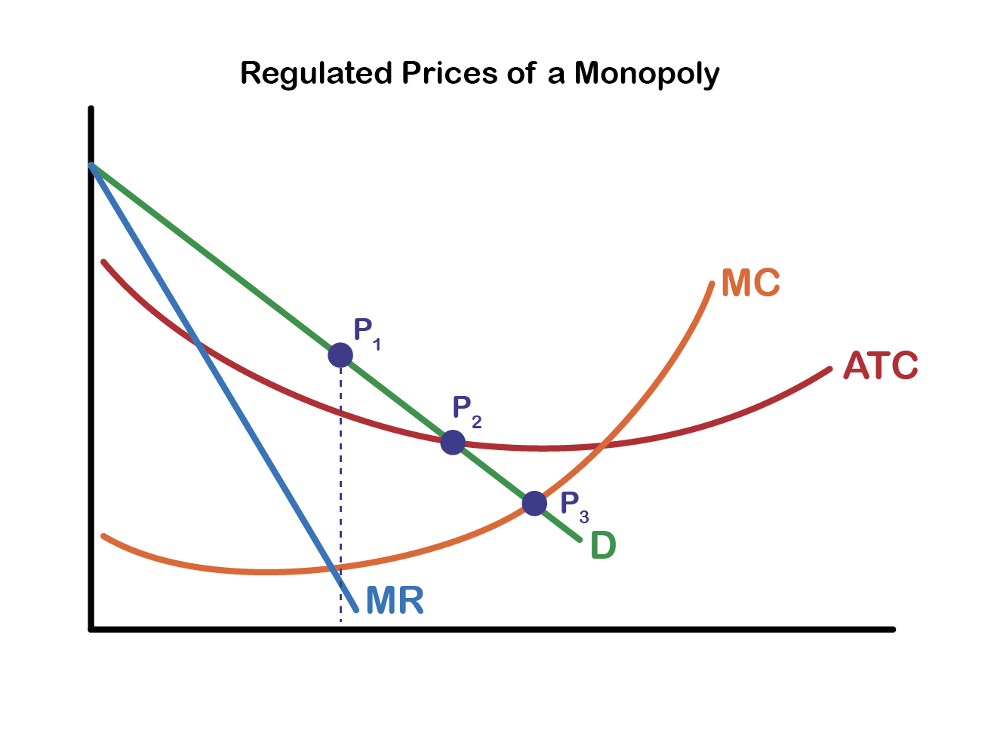 Regulated Prices of a Monopoly
MC
P₁
ATC
P₂
P₃
D
MR